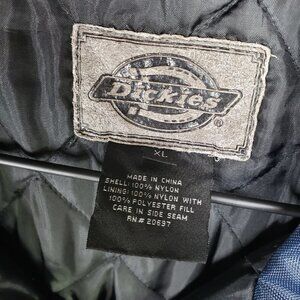 Dickies
®
XL
MADE IN CHINA
SHELL: 100% NYLON
LINING: 100% NYLON WITH
100% POLYESTER FILL
CARE IN SIDE SEAM
RN# 20697